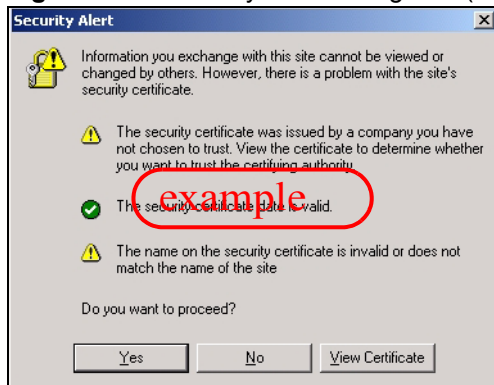 Security Alert
Information you exchange with this site cannot be viewed or
changed by others. However, there is a problem with the site's
security certificate.
The security certificate was issued by a company you have
not chosen to trust. View the certificate to determine whether
you want to trust the certifying authority.
example
The security certificate date is valid.
The name on the security certificate is invalid or does not
match the name of the site
Do you want to proceed?
Yes No View Certificate